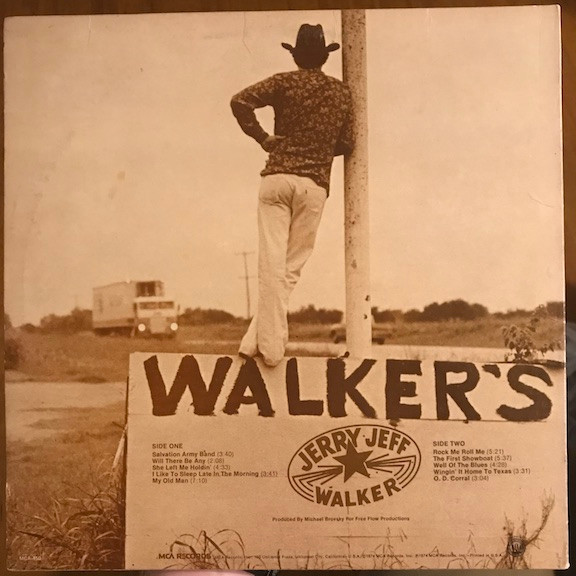 WALKER'S
SIDE ONE
Salvation Army Band (3:40)
Will There Be Any (2:08)
She Left Me Holdin' (4:33)
I Like To Sleep Late In The Morning (3:41)
My Old Man (7:10)
JERRY JEFF
WALKER
SIDE TWO
Rock Me Roll Me (5:21)
The First Showboat (5:37)
Well Of The Blues (4:28)
Wingin' It Home To Texas (3:31)
O. D. Corral (3:04)
Produced by Michael Brovsky For Free Flow Productions
MCA RECORDS